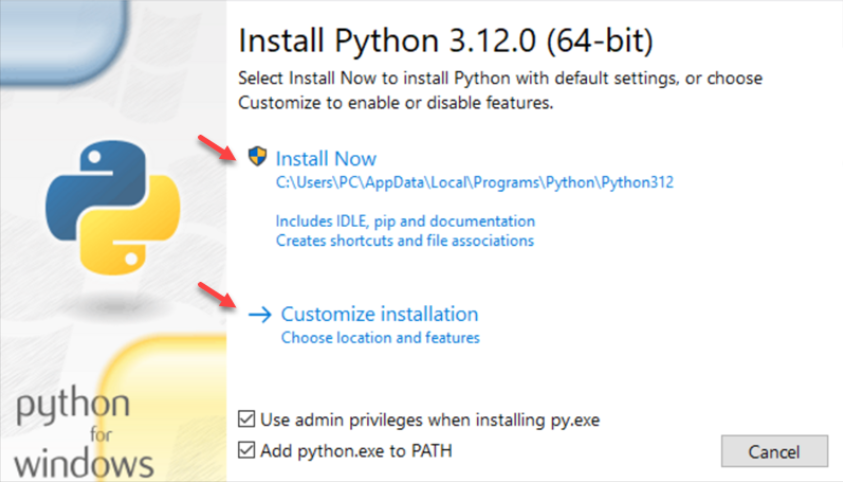 Install Python 3.12.0 (64-bit)
Select Install Now to install Python with default settings, or choose
Customize to enable or disable features.
Install Now
C:\Users\PC\AppData\Local\Programs\Python\Python312
Includes IDLE, pip and documentation
Creates shortcuts and file associations
Customize installation
Choose location and features
Use admin privileges when installing py.exe
Add python.exe to PATH
Cancel
python
for
windows